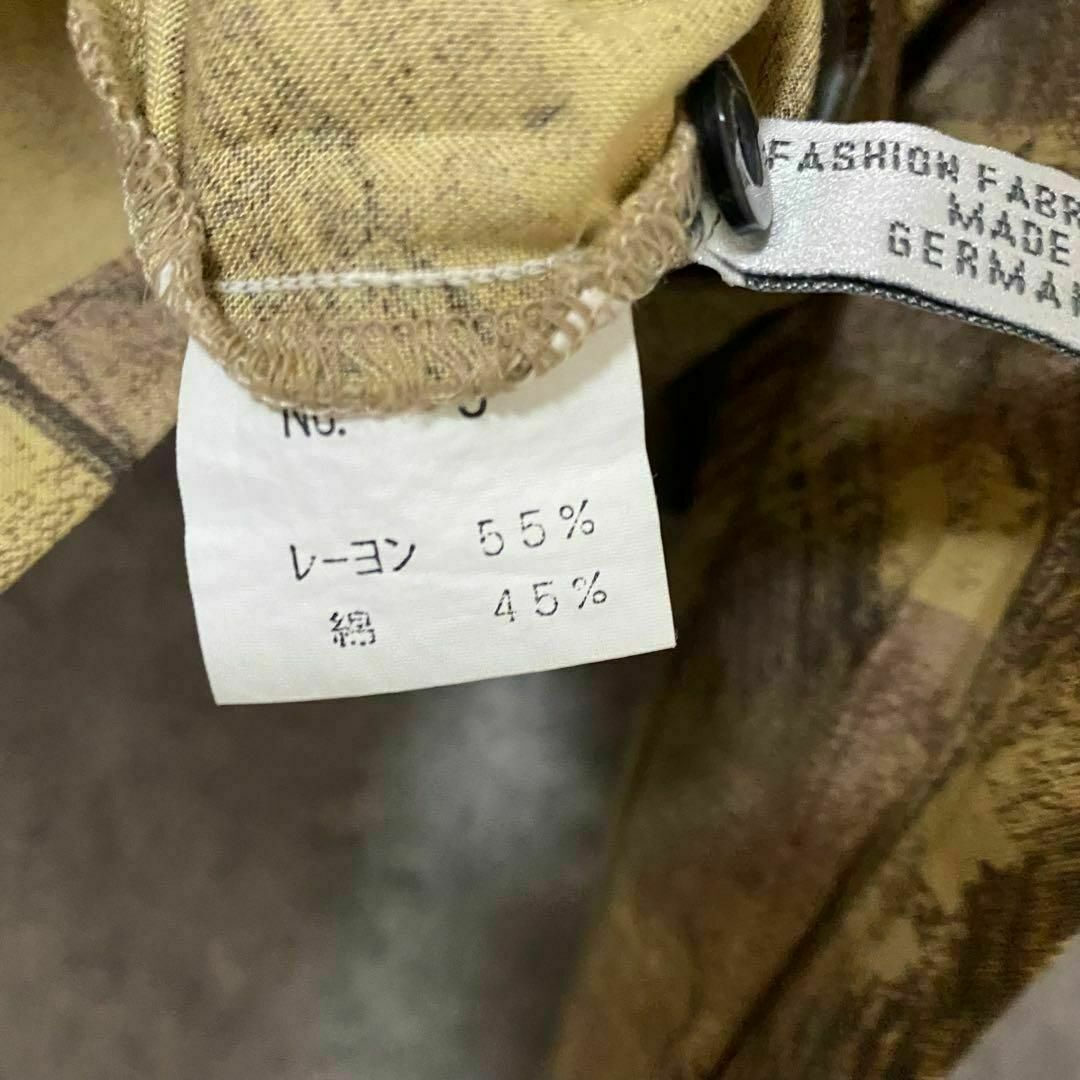 FASHION FABR
MADE
GERMAN
No.
レーヨン 55%
綿 45%